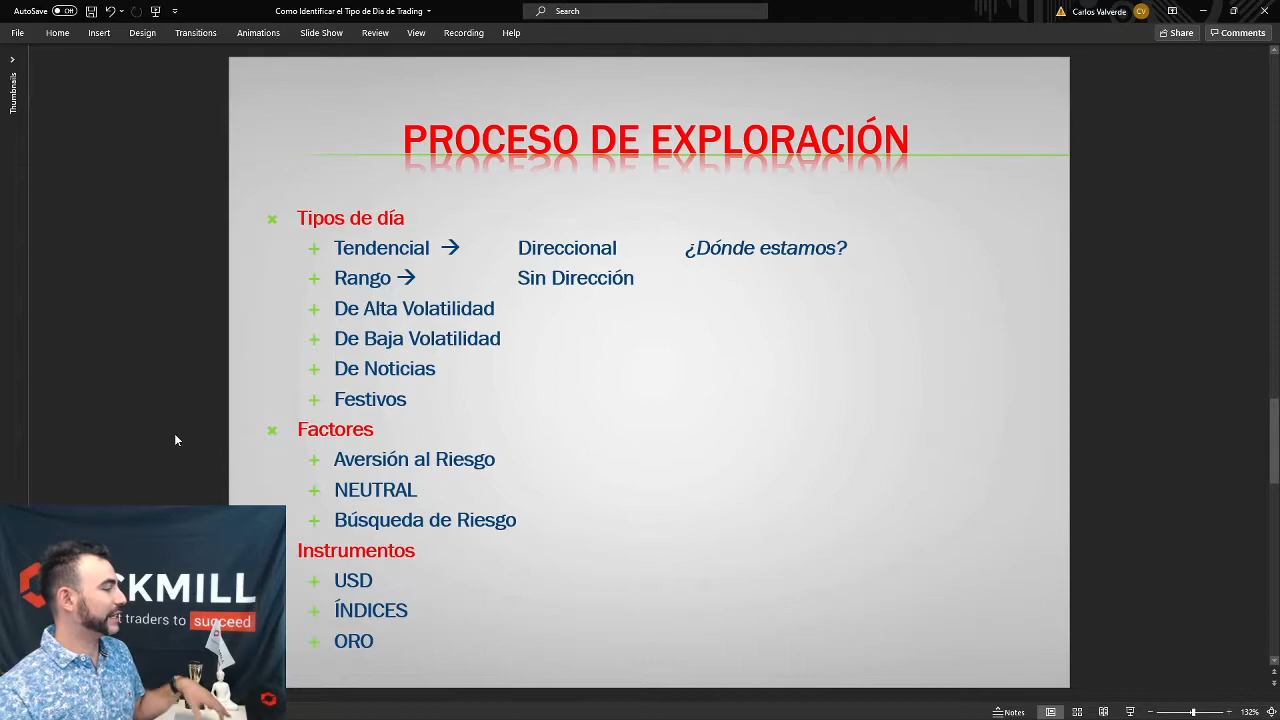 AutoSave Off
Como Identificar el Tipo de Dia de Trading
Search
Carlos Valverde CV
File Home Insert Design Transitions Animations Slide Show Review View Recording Help
Share Comments
Thumbnails
PROCESO DE EXPLORACIÓN
Tipos de día
Tendencial → Direccional ¿Dónde estamos?
Rango → Sin Dirección
De Alta Volatilidad
De Baja Volatilidad
De Noticias
Festivos
Factores
Aversión al Riesgo
NEUTRAL
Búsqueda de Riesgo
Instrumentos
USD
ÍNDICES
ORO
CKMILL
traders to succeed
Notes
132%